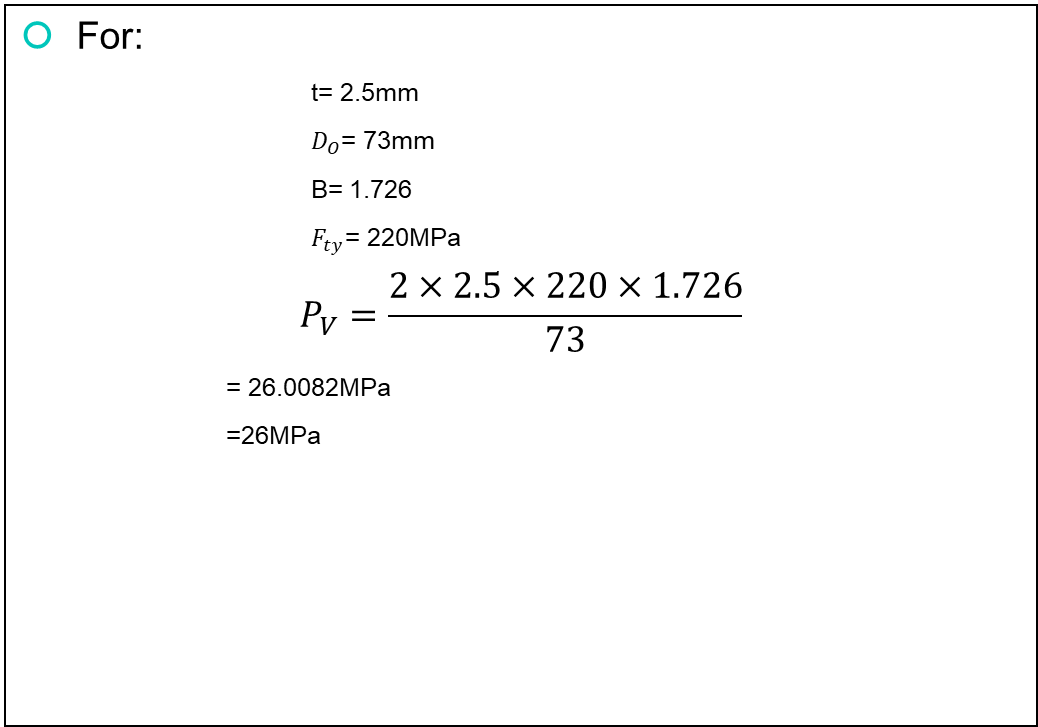 For:
t= 2.5mm
D_O= 73mm
B= 1.726
F_ty= 220MPa
P_V = (2 × 2.5 × 220 × 1.726) / 73
= 26.0082MPa
=26MPa